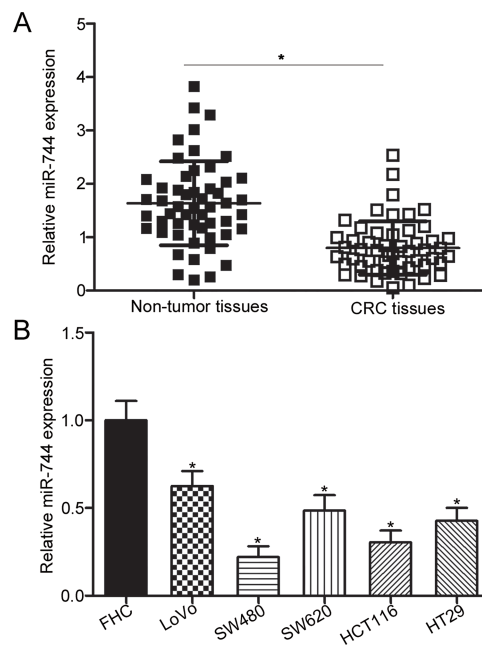 A
Relative miR-744 expression
5
4
3
2
1
0
*
Non-tumor tissues
CRC tissues
B
Relative miR-744 expression
1.5
1.0
0.5
0.0
*
*
*
*
*
FHC
LoVo
SW480
SW620
HCT116
HT29